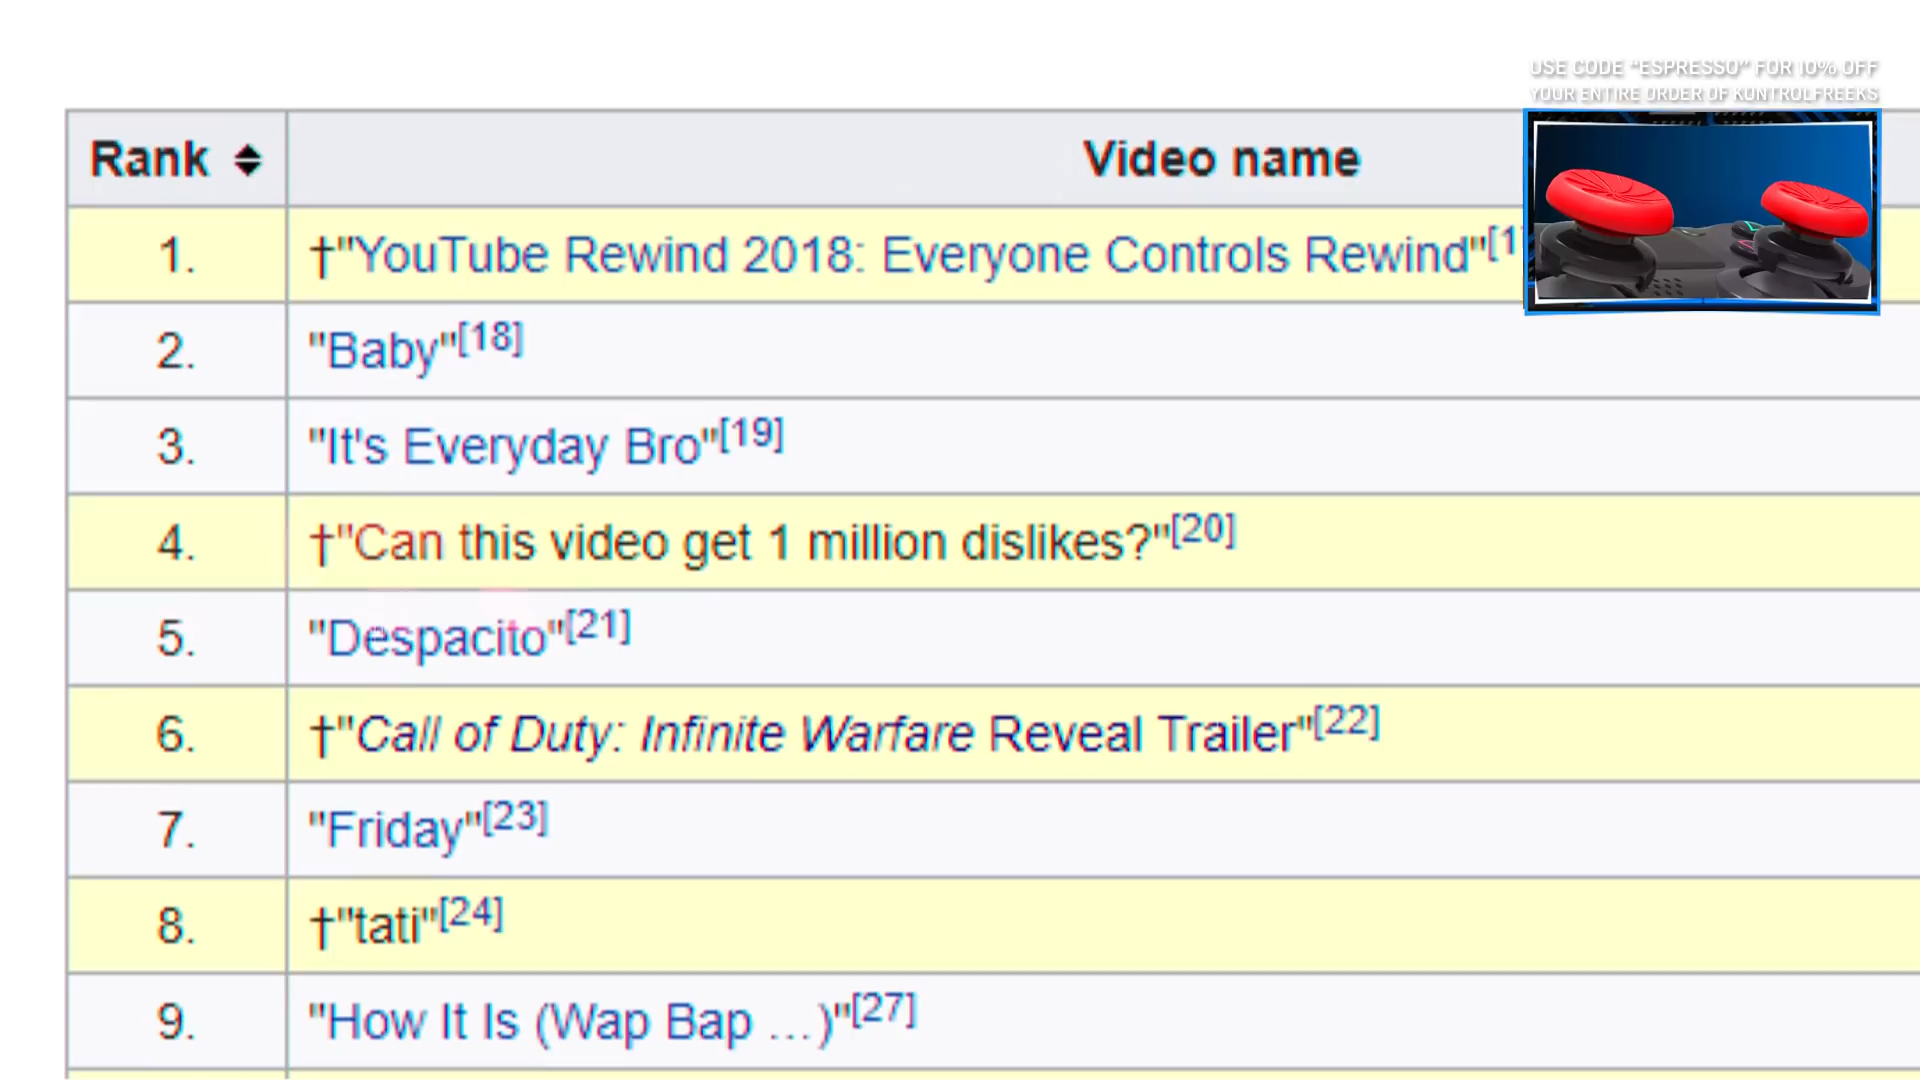 USE CODE "ESPRESSO" FOR 10% OFF
YOUR ENTIRE ORDER OF KONTROLFREEKS
Rank Video name
1. †"YouTube Rewind 2018: Everyone Controls Rewind"[1
2. "Baby"[18]
3. "It's Everyday Bro"[19]
4. †"Can this video get 1 million dislikes?"[20]
5. "Despacito"[21]
6. †"Call of Duty: Infinite Warfare Reveal Trailer"[22]
7. "Friday"[23]
8. †"tati"[24]
9. "How It Is (Wap Bap ...)"[27]